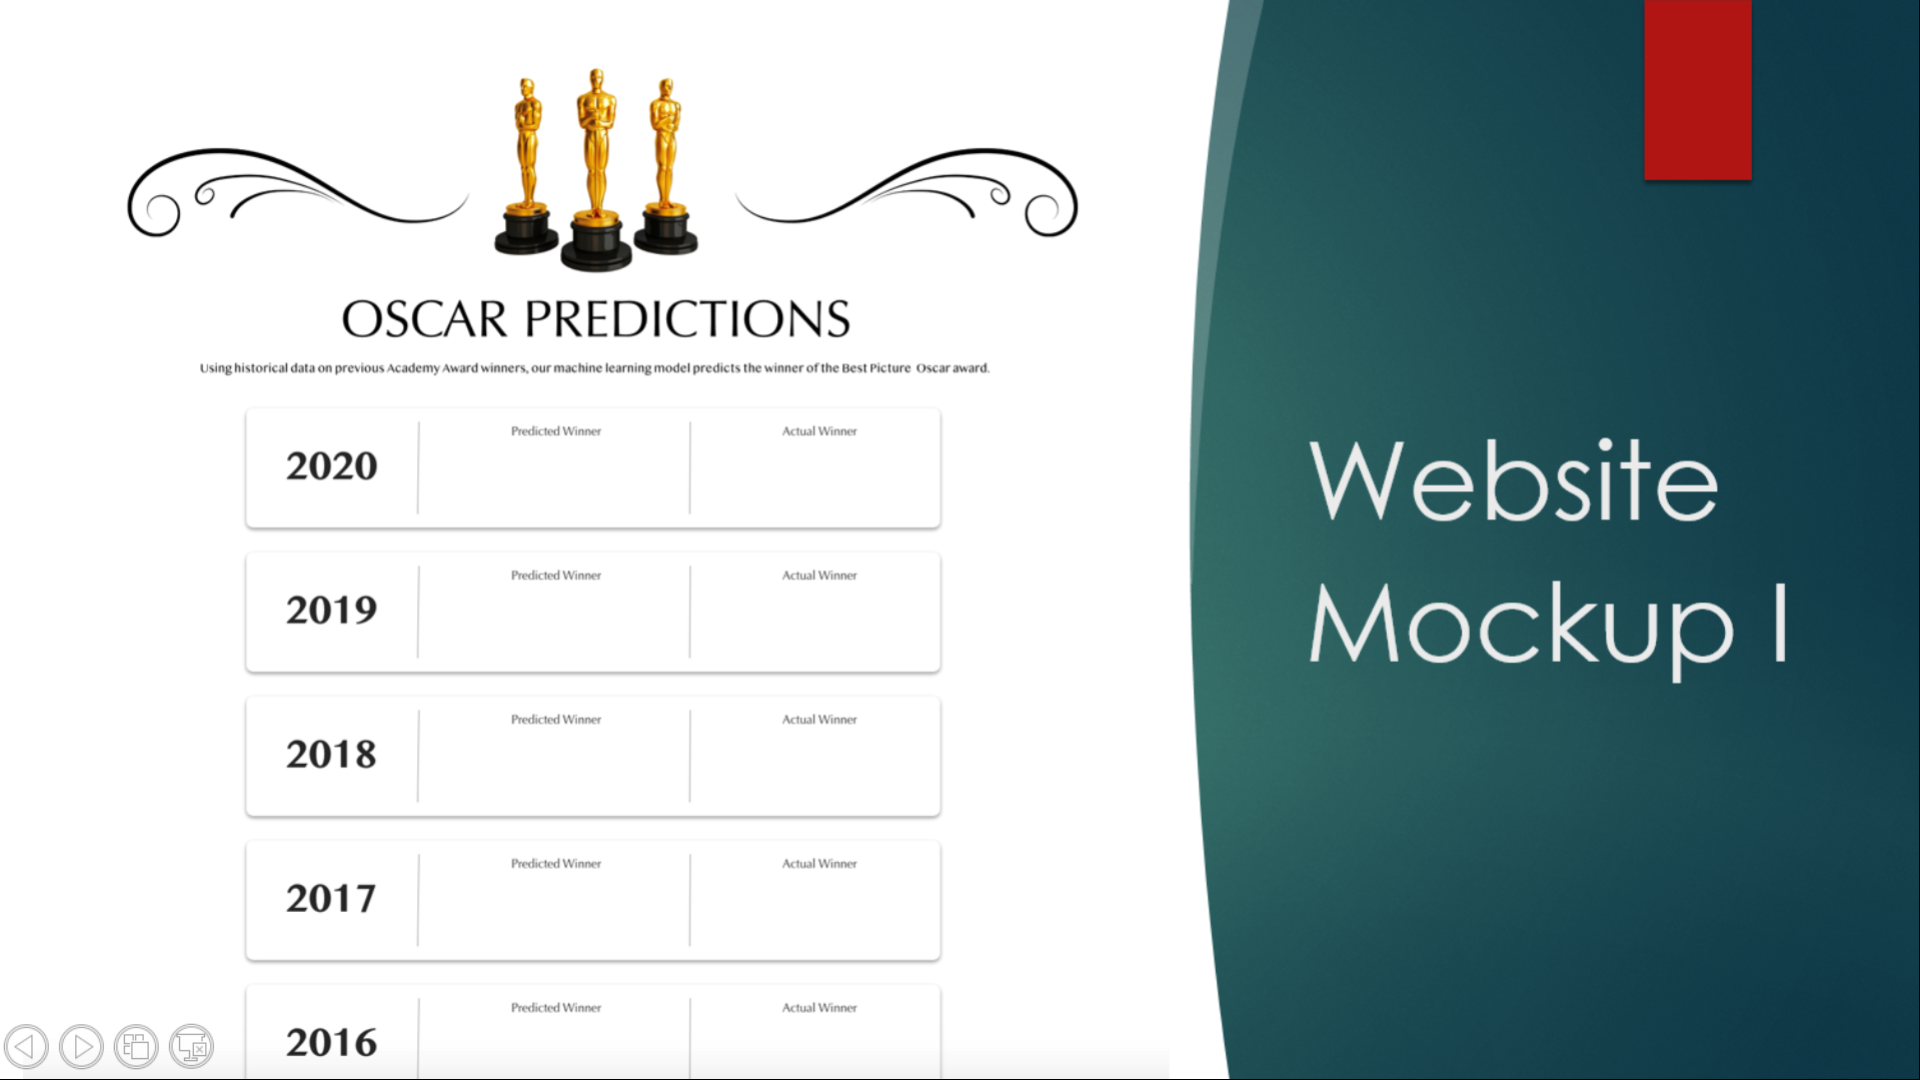 OSCAR PREDICTIONS
Using historical data on previous Academy Award winners, our machine learning model predicts the winner of the Best Picture Oscar award.
2020
Predicted Winner
Actual Winner
2019
Predicted Winner
Actual Winner
2018
Predicted Winner
Actual Winner
2017
Predicted Winner
Actual Winner
2016
Predicted Winner
Actual Winner
Website
Mockup I